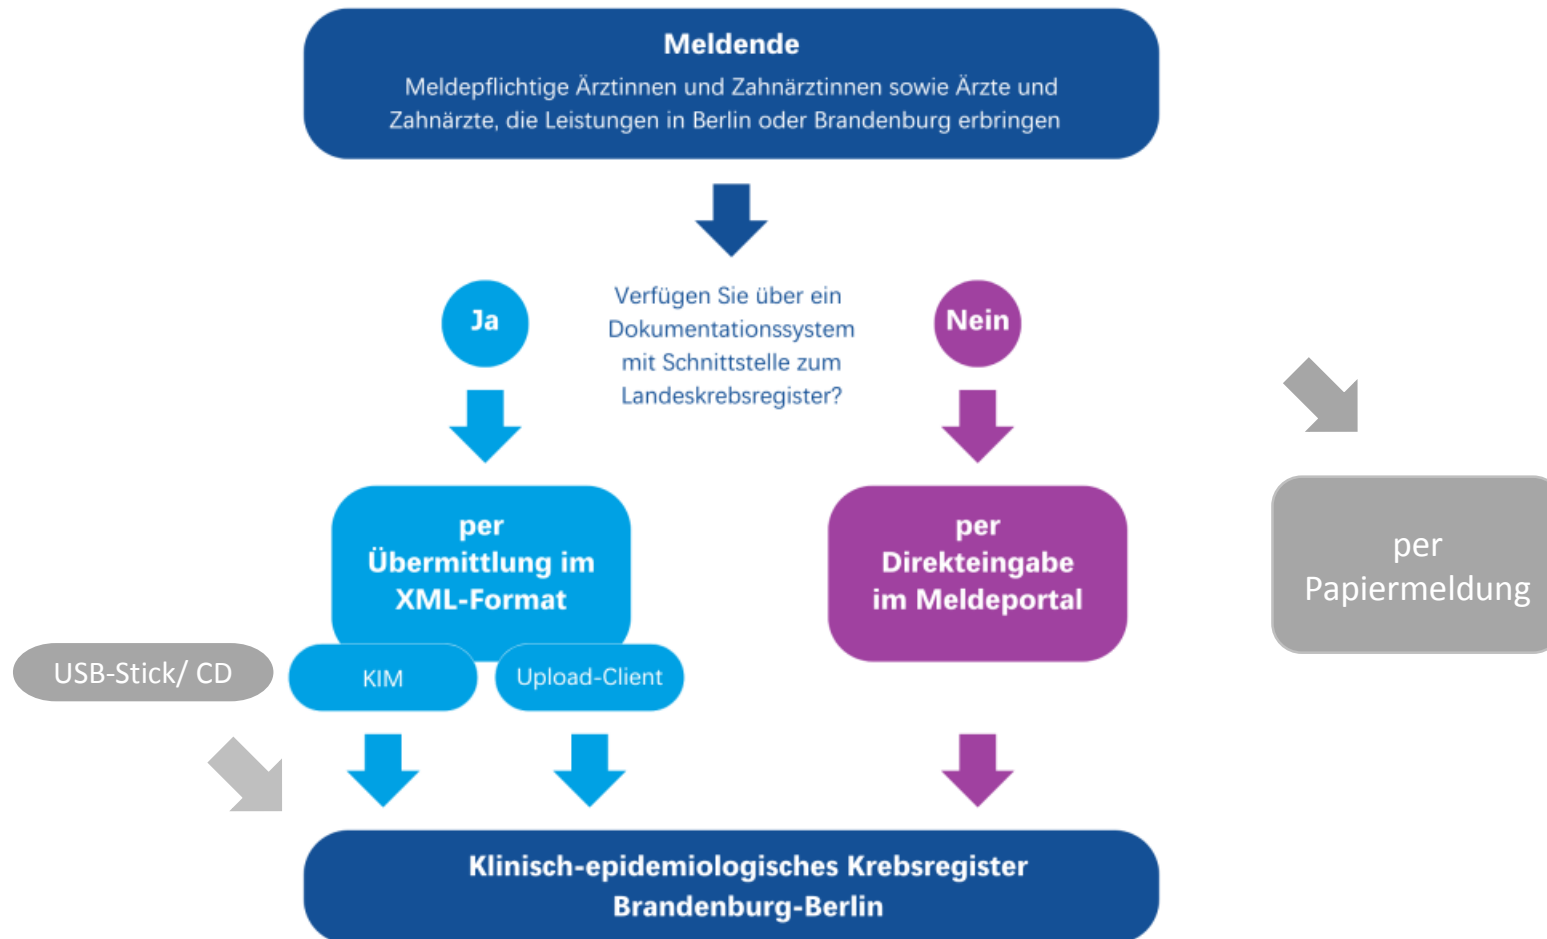 Meldende
Meldepflichtige Ärztinnen und Zahnärztinnen sowie Ärzte und
Zahnärzte, die Leistungen in Berlin oder Brandenburg erbringen
Ja
Verfügen Sie über ein
Dokumentationssystem
mit Schnittstelle zum
Landeskrebsregister?
Nein
per
Übermittlung im
XML-Format
per
Direkteingabe
im Meldeportal
per
Papiermeldung
USB-Stick/ CD
KIM
Upload-Client
Klinisch-epidemiologisches Krebsregister
Brandenburg-Berlin